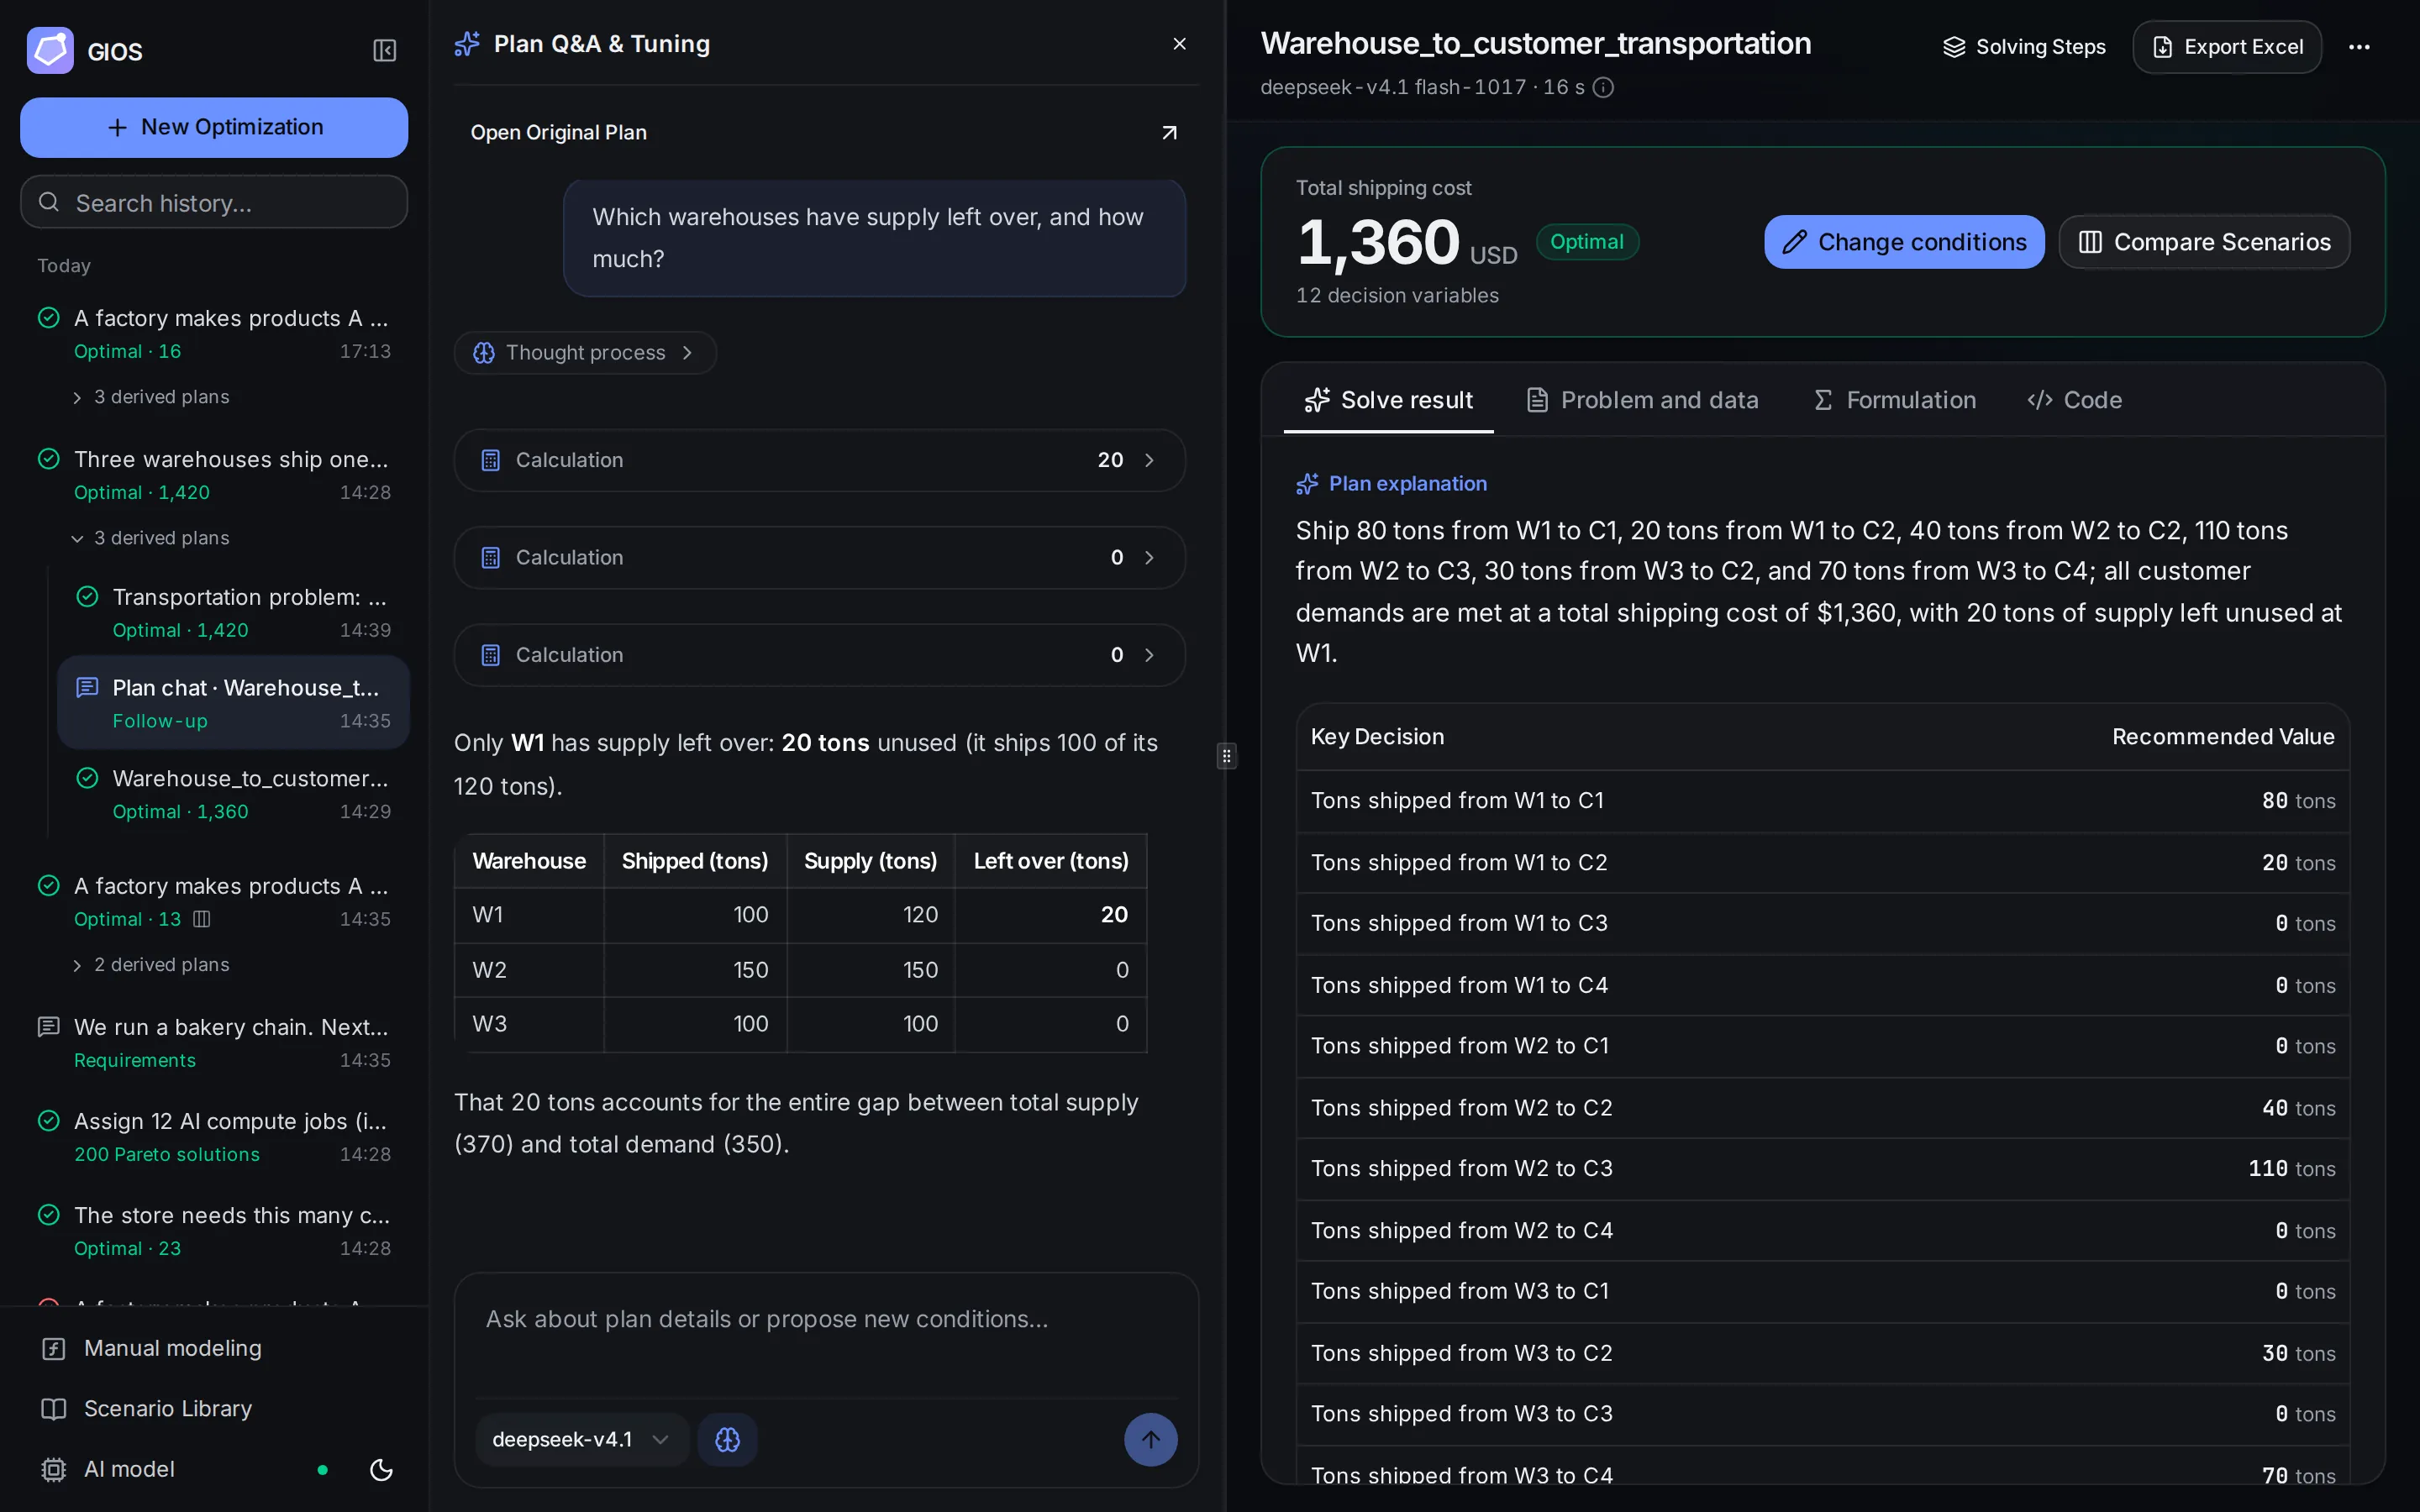 GIOS
New Optimization
Search history...
Today
A factory makes products A ...
Optimal · 16 17:13
3 derived plans
Three warehouses ship one...
Optimal · 1,420 14:28
3 derived plans
Transportation problem: ...
Optimal · 1,420 14:39
Plan chat · Warehouse_t...
Follow-up 14:35
Warehouse_to_customer...
Optimal · 1,360 14:29
A factory makes products A ...
Optimal · 13 14:35
2 derived plans
We run a bakery chain. Next...
Requirements 14:35
Assign 12 AI compute jobs (i...
200 Pareto solutions 14:28
The store needs this many c...
Optimal · 23 14:28
Manual modeling
Scenario Library
AI model
Plan Q&A & Tuning
Open Original Plan
Which warehouses have supply left over, and how
much?
Thought process
Calculation 20
Calculation 0
Calculation 0
Only W1 has supply left over: 20 tons unused (it ships 100 of its
120 tons).
Warehouse Shipped (tons) Supply (tons) Left over (tons)
W1 100 120 20
W2 150 150 0
W3 100 100 0
That 20 tons accounts for the entire gap between total supply
(370) and total demand (350).
Ask about plan details or propose new conditions...
deepseek-v4.1
Warehouse_to_customer_transportation
deepseek-v4.1 flash-1017 · 16 s
Solving Steps
Export Excel
Total shipping cost
1,360 USD Optimal
12 decision variables
Change conditions
Compare Scenarios
Solve result
Problem and data
Formulation
Code
Plan explanation
Ship 80 tons from W1 to C1, 20 tons from W1 to C2, 40 tons from W2 to C2, 110 tons
from W2 to C3, 30 tons from W3 to C2, and 70 tons from W3 to C4; all customer
demands are met at a total shipping cost of $1,360, with 20 tons of supply left unused at
W1.
Key Decision Recommended Value
Tons shipped from W1 to C1 80 tons
Tons shipped from W1 to C2 20 tons
Tons shipped from W1 to C3 0 tons
Tons shipped from W1 to C4 0 tons
Tons shipped from W2 to C1 0 tons
Tons shipped from W2 to C2 40 tons
Tons shipped from W2 to C3 110 tons
Tons shipped from W2 to C4 0 tons
Tons shipped from W3 to C1 0 tons
Tons shipped from W3 to C2 30 tons
Tons shipped from W3 to C3 0 tons
Tons shipped from W3 to C4 70 tons